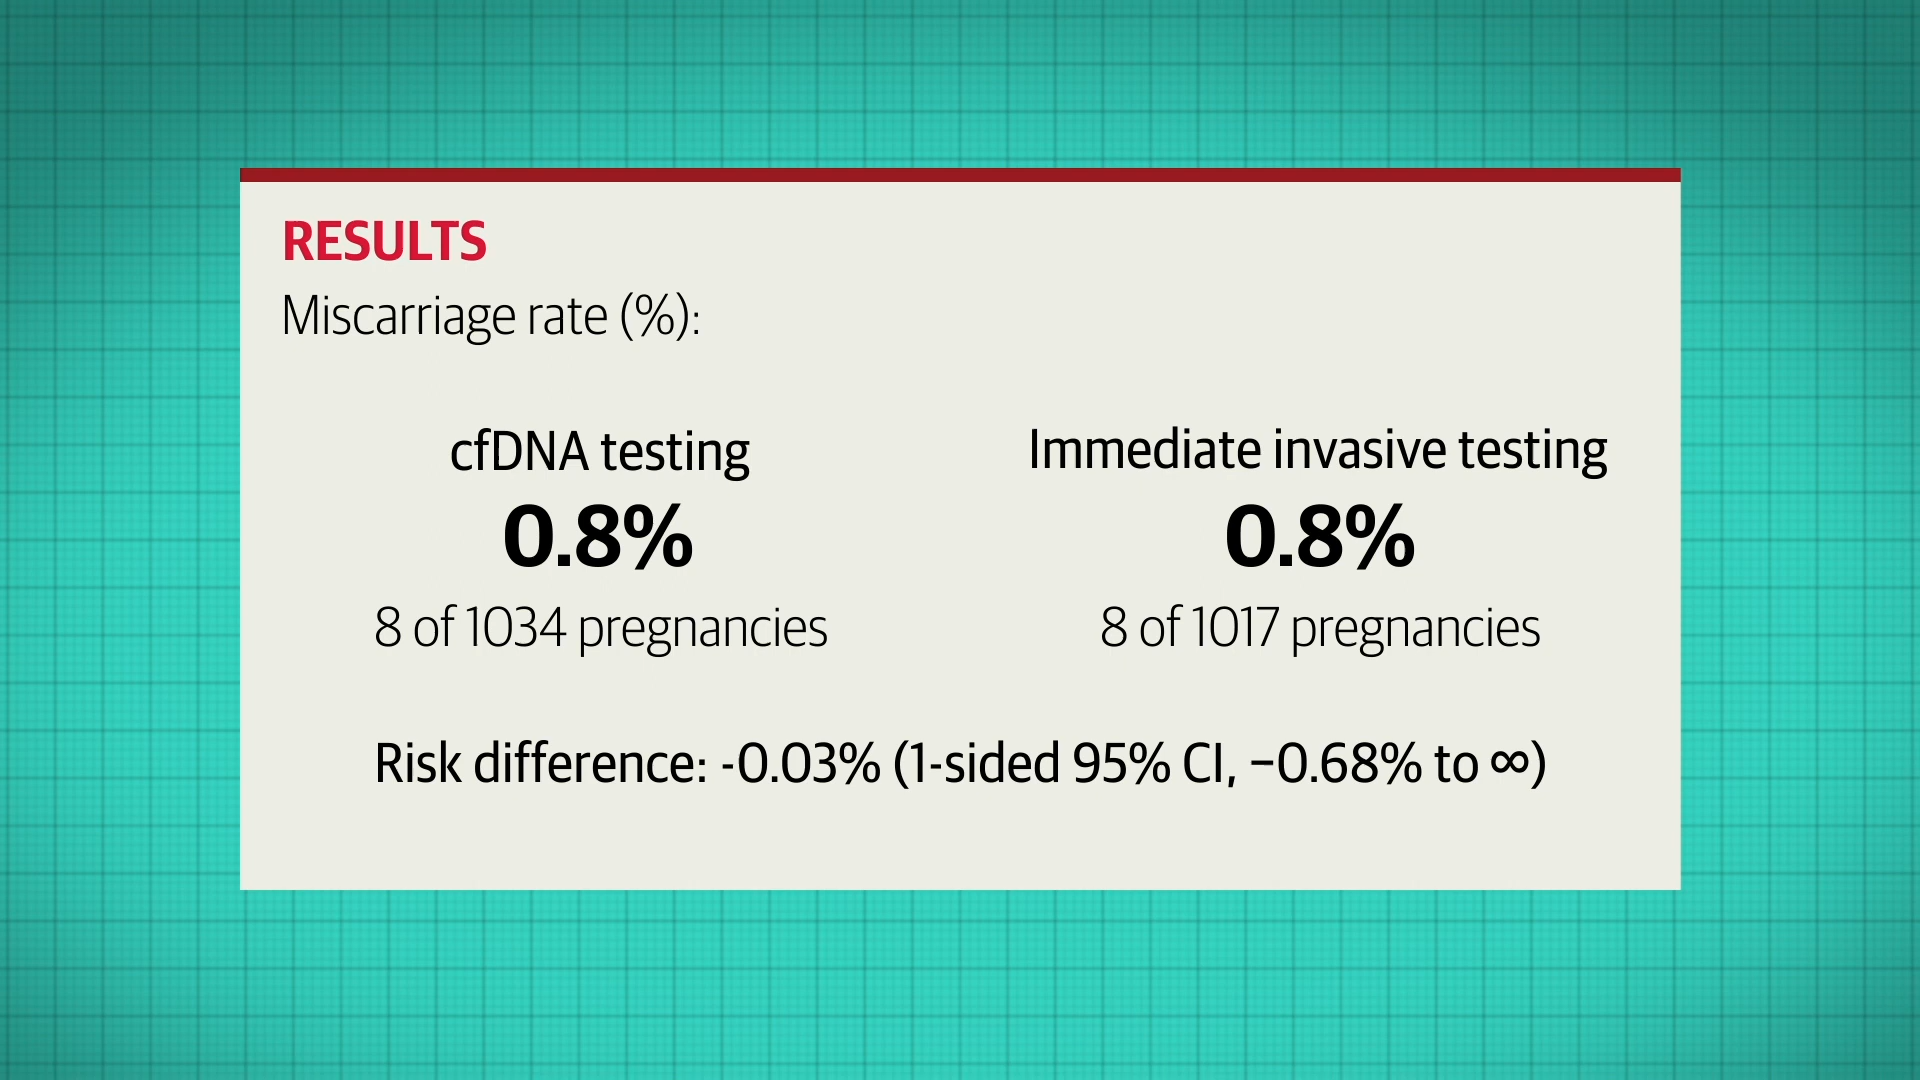 RESULTS
Miscarriage rate (%):
cfDNA testing
Immediate invasive testing
0.8%
0.8%
8 of 1034 pregnancies
8 of 1017 pregnancies
Risk difference: -0.03% (1-sided 95% CI, −0.68% to ∞)